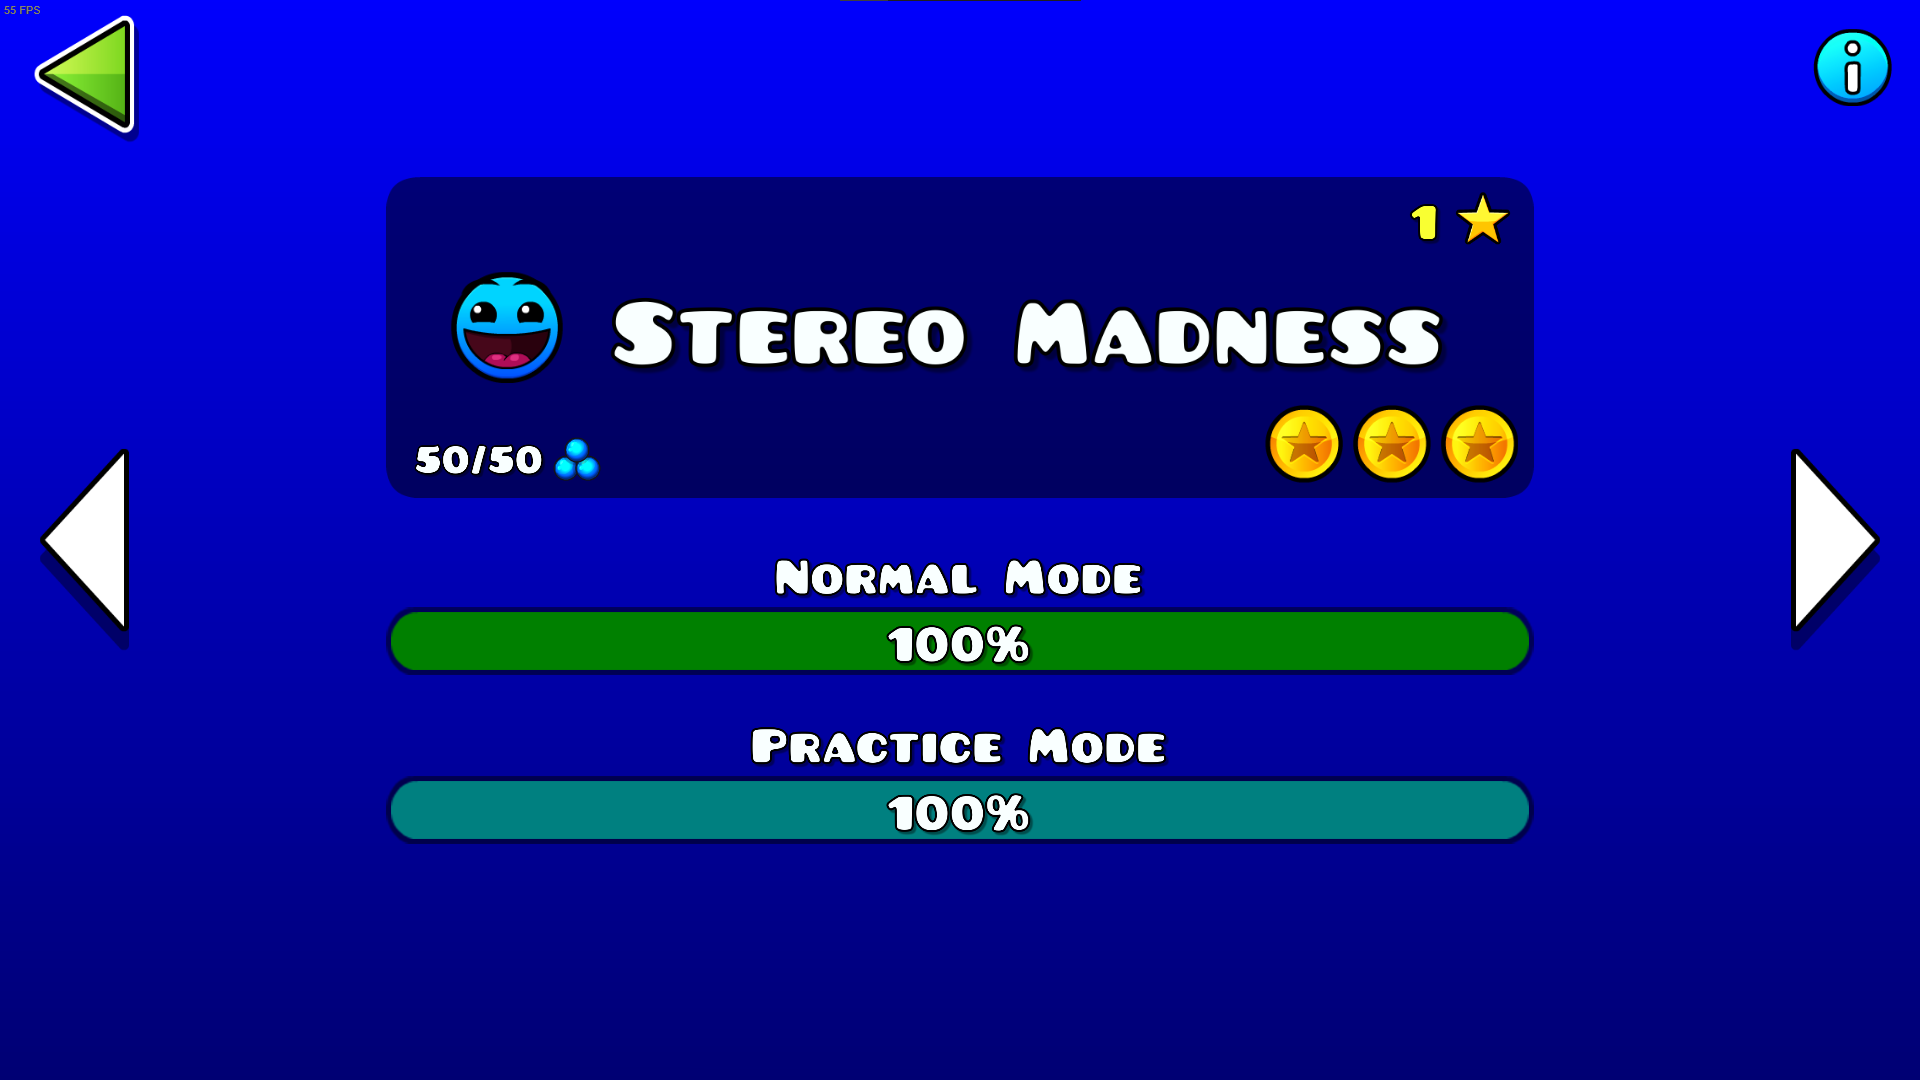 55 FPS
1
Stereo Madness
50/50
Normal Mode
100%
Practice Mode
100%